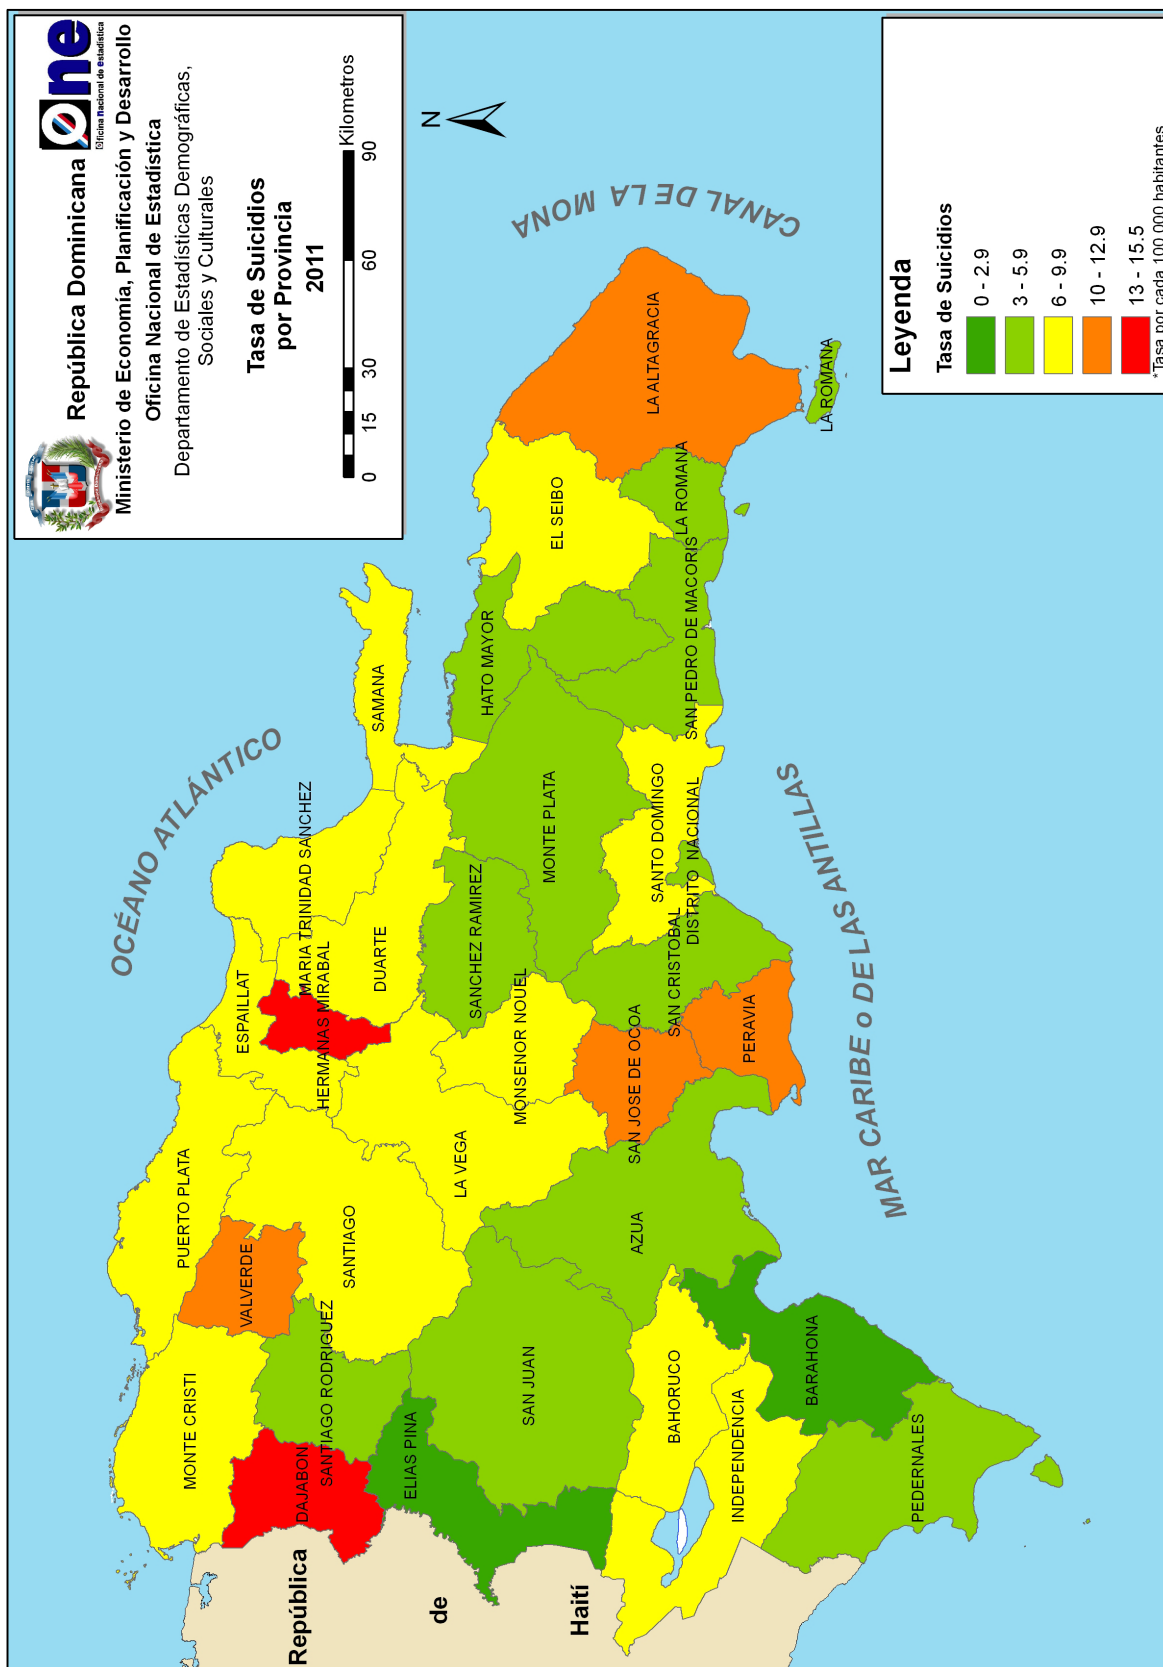 República Dominicana
One
Oficina Nacional de Estadística
Ministerio de Economía, Planificación y Desarrollo
Oficina Nacional de Estadística
Departamento de Estadísticas Demográficas,
Sociales y Culturales
Tasa de Suicidios
por Provincia
2011
0 15 30 60 90
Kilometros
N
OCÉANO ATLÁNTICO
CANAL DE LA MONA
MAR CARIBE o DE LAS ANTILLAS
República
de
Haití
MONTE CRISTI
PUERTO PLATA
VALVERDE
ESPAILLAT
DAJABON
SANTIAGO RODRIGUEZ
SANTIAGO
HERMANAS MIRABAL
MARIA TRINIDAD SANCHEZ
DUARTE
SAMANA
ELIAS PINA
LA VEGA
SANCHEZ RAMIREZ
HATO MAYOR
SAN JUAN
MONSENOR NOUEL
MONTE PLATA
EL SEIBO
LA ALTAGRACIA
AZUA
SAN JOSE DE OCOA
SAN CRISTOBAL
SANTO DOMINGO
DISTRITO NACIONAL
SAN PEDRO DE MACORIS
LA ROMANA
LA ROMANA
BAHORUCO
INDEPENDENCIA
PERAVIA
BARAHONA
PEDERNALES
Leyenda
Tasa de Suicidios
0 - 2.9
3 - 5.9
6 - 9.9
10 - 12.9
13 - 15.5
*Tasa por cada 100,000 habitantes